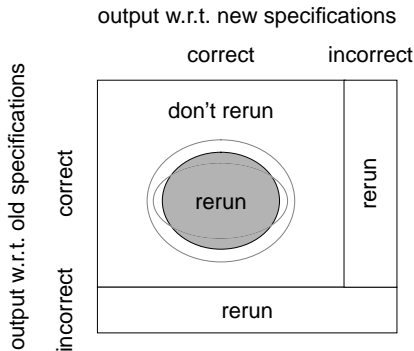 output w.r.t. new specifications
correct
incorrect
output w.r.t. old specifications
correct
incorrect
don't rerun
rerun
rerun
rerun